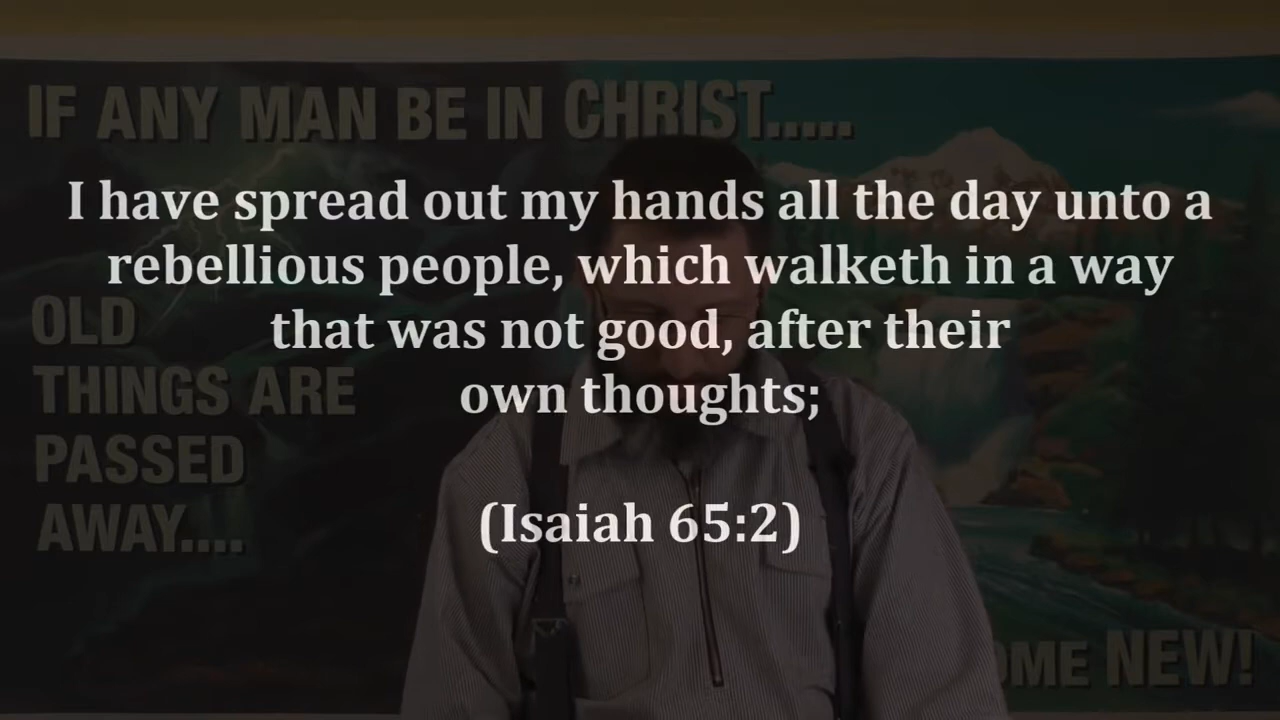 IF ANY MAN BE IN CHRIST.....
I have spread out my hands all the day unto a
rebellious people, which walketh in a way
that was not good, after their
own thoughts;
(Isaiah 65:2)
OLD
THINGS ARE
PASSED
AWAY....
OME NEW!